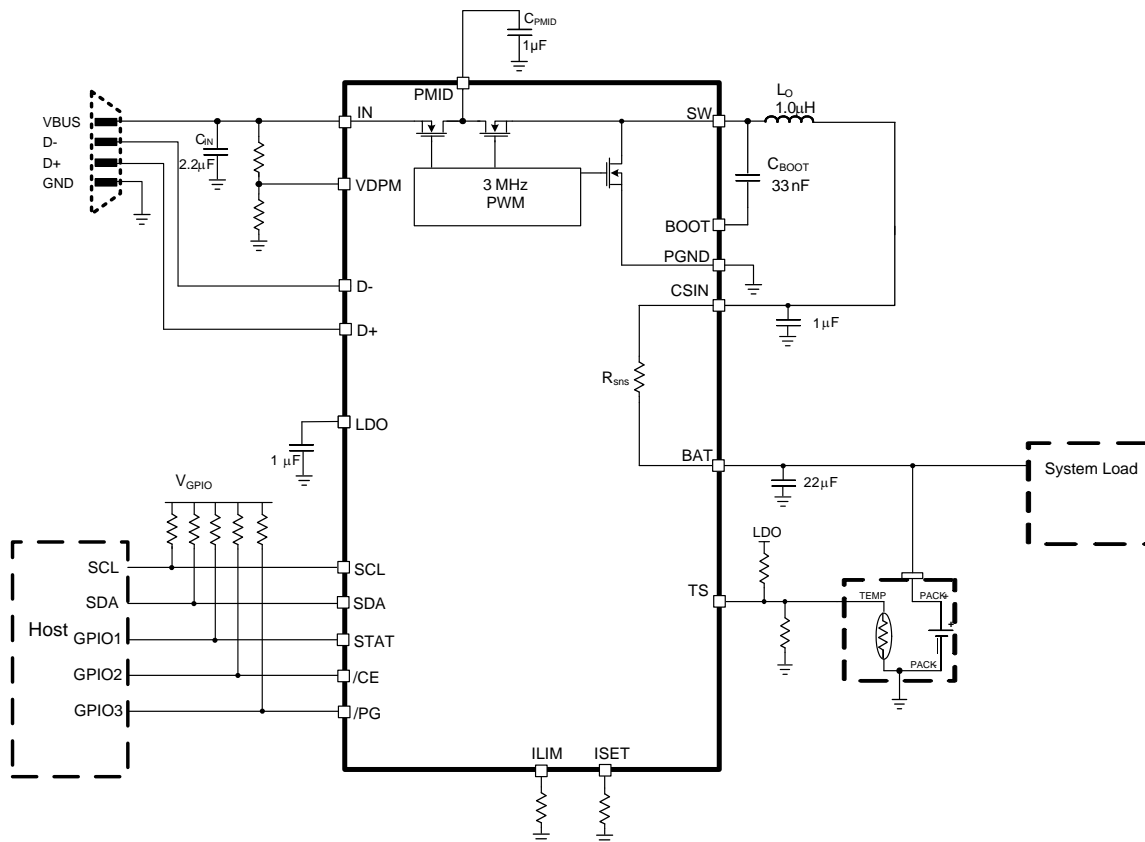 CPMID
1µF
PMID
LO
1.0µH
VBUS
D-
D+
GND
CIN
2.2µF
IN
SW
VDPM
3 MHz
PWM
CBOOT
33 nF
BOOT
PGND
D-
CSIN
D+
1µF
Rsns
LDO
1 µF
BAT
22µF
System Load
VGPIO
LDO
Host
SCL
SCL
TS
SDA
SDA
TEMP
PACK+
+
GPIO1
STAT
GPIO2
/CE
PACK-
GPIO3
/PG
ILIM
ISET